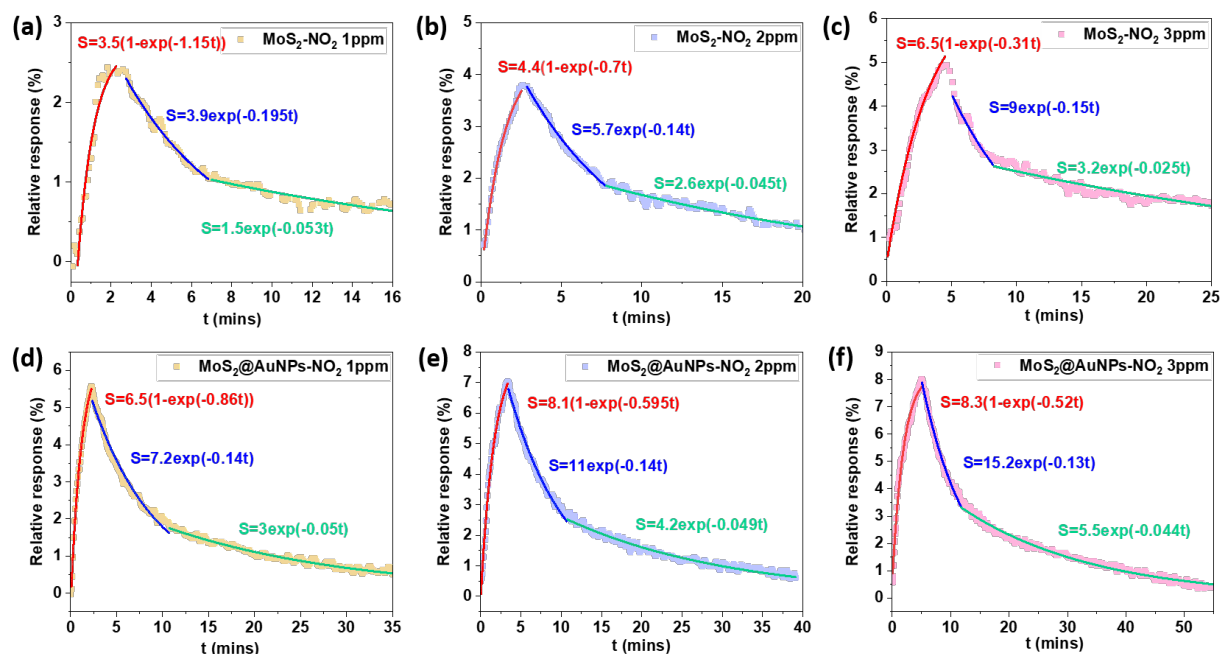 (a)
MoS₂-NO₂ 1ppm
S=3.5(1-exp(-1.15t))
S=3.9exp(-0.195t)
S=1.5exp(-0.053t)
Relative response (%)
3
2
1
0
0 2 4 6 8 10 12 14 16
t (mins)
(b)
MoS₂-NO₂ 2ppm
S=4.4(1-exp(-0.7t)
S=5.7exp(-0.14t)
S=2.6exp(-0.045t)
Relative response (%)
5
4
3
2
1
0
0 5 10 15 20
t (mins)
(c)
MoS₂-NO₂ 3ppm
S=6.5(1-exp(-0.31t)
S=9exp(-0.15t)
S=3.2exp(-0.025t)
Relative response (%)
6
5
4
3
2
1
0
0 5 10 15 20 25
t (mins)
(d)
MoS₂@AuNPs-NO₂ 1ppm
S=6.5(1-exp(-0.86t))
S=7.2exp(-0.14t)
S=3exp(-0.05t)
Relative response (%)
6
5
4
3
2
1
0
0 5 10 15 20 25 30 35
t (mins)
(e)
MoS₂@AuNPs-NO₂ 2ppm
S=8.1(1-exp(-0.595t)
S=11exp(-0.14t)
S=4.2exp(-0.049t)
Relative response (%)
8
7
6
5
4
3
2
1
0
0 5 10 15 20 25 30 35 40
t (mins)
(f)
MoS₂@AuNPs-NO₂ 3ppm
S=8.3(1-exp(-0.52t)
S=15.2exp(-0.13t)
S=5.5exp(-0.044t)
Relative response (%)
9
8
7
6
5
4
3
2
1
0
0 10 20 30 40 50
t (mins)